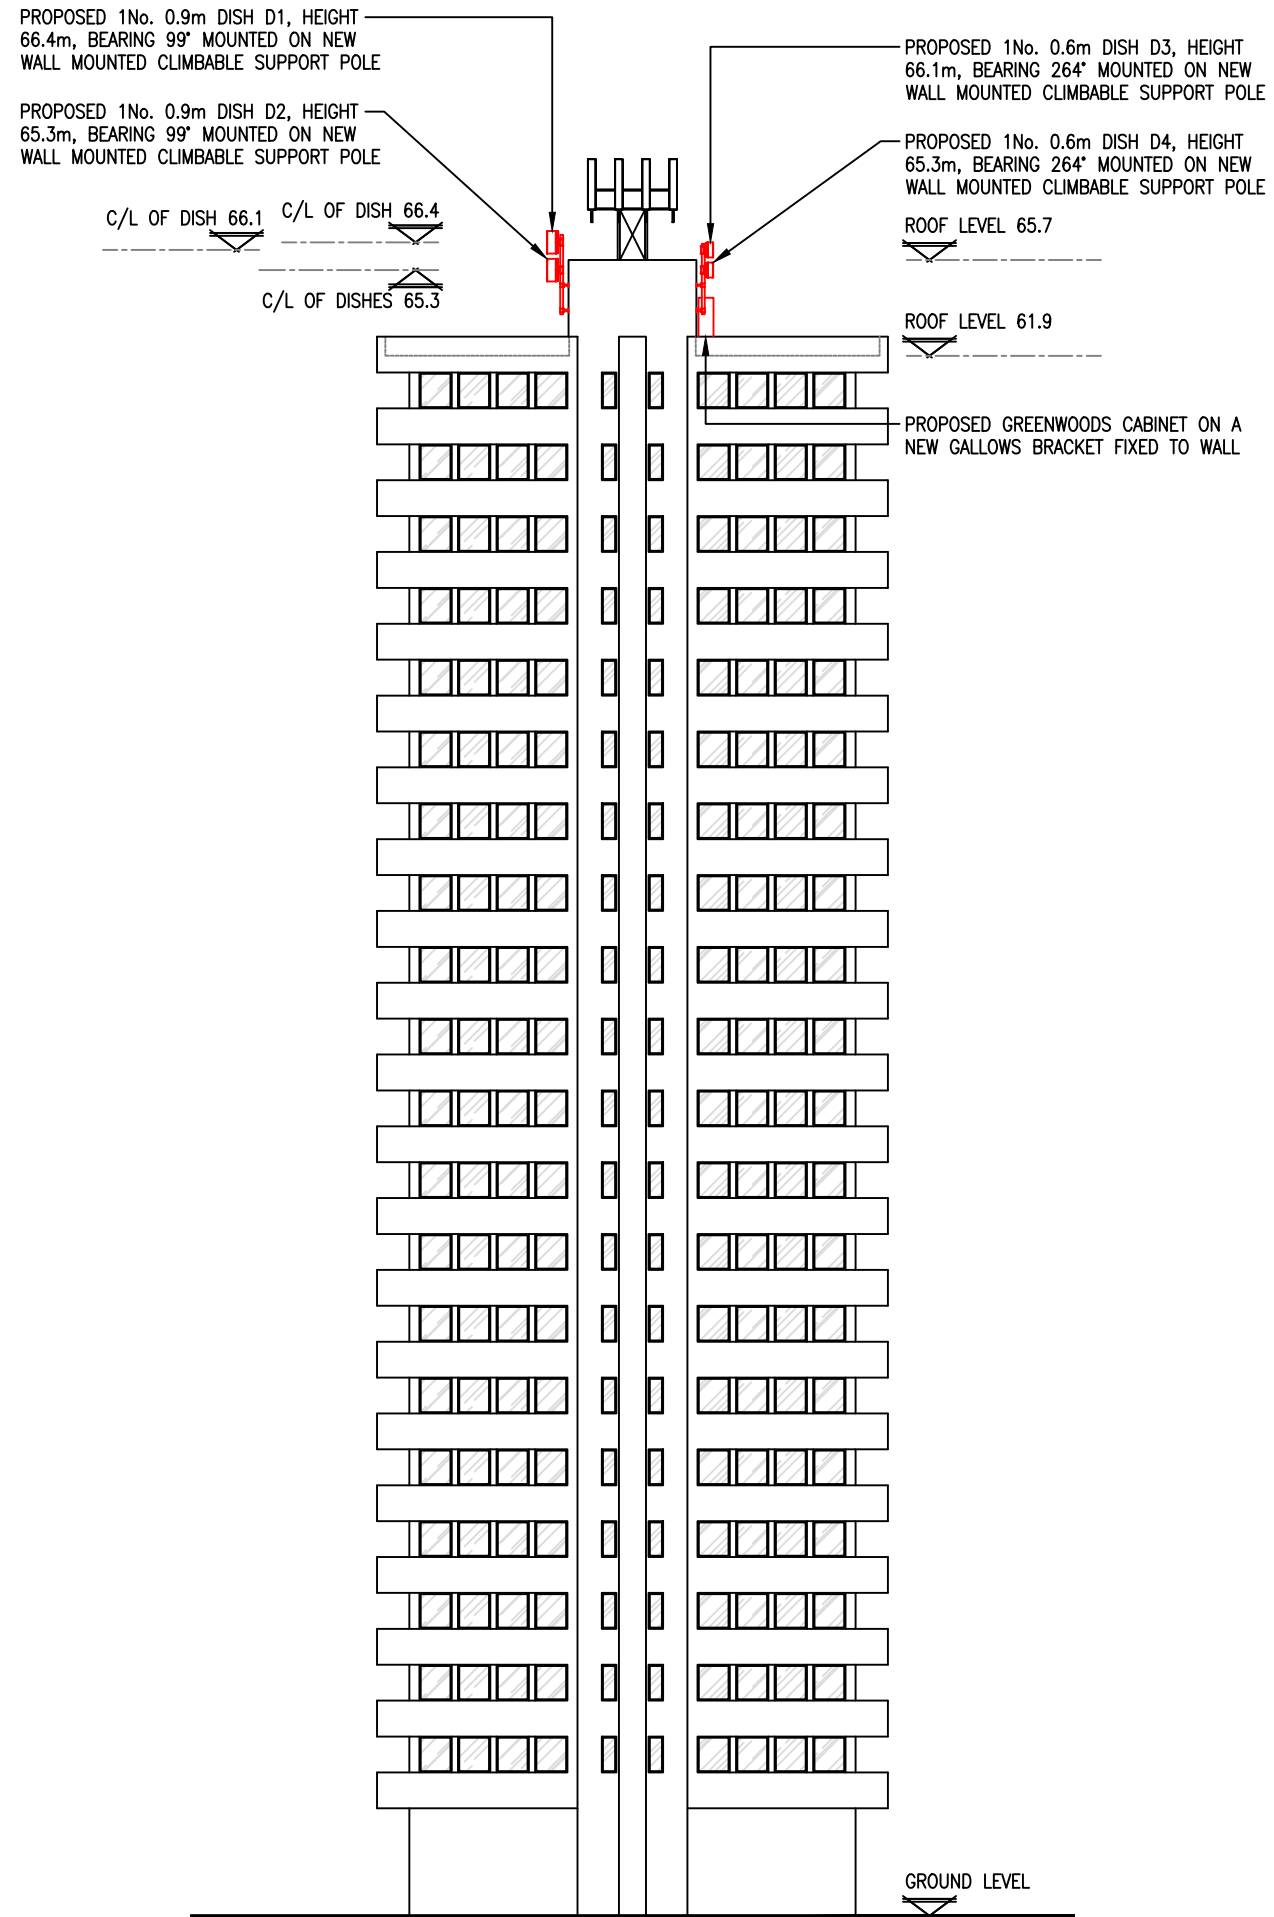 PROPOSED 1No. 0.9m DISH D1, HEIGHT
66.4m, BEARING 99° MOUNTED ON NEW
WALL MOUNTED CLIMBABLE SUPPORT POLE
PROPOSED 1No. 0.9m DISH D2, HEIGHT
65.3m, BEARING 99° MOUNTED ON NEW
WALL MOUNTED CLIMBABLE SUPPORT POLE
C/L OF DISH 66.1
C/L OF DISH 66.4
C/L OF DISHES 65.3
PROPOSED 1No. 0.6m DISH D3, HEIGHT
66.1m, BEARING 264° MOUNTED ON NEW
WALL MOUNTED CLIMBABLE SUPPORT POLE
PROPOSED 1No. 0.6m DISH D4, HEIGHT
65.3m, BEARING 264° MOUNTED ON NEW
WALL MOUNTED CLIMBABLE SUPPORT POLE
ROOF LEVEL 65.7
ROOF LEVEL 61.9
PROPOSED GREENWOODS CABINET ON A
NEW GALLOWS BRACKET FIXED TO WALL
GROUND LEVEL